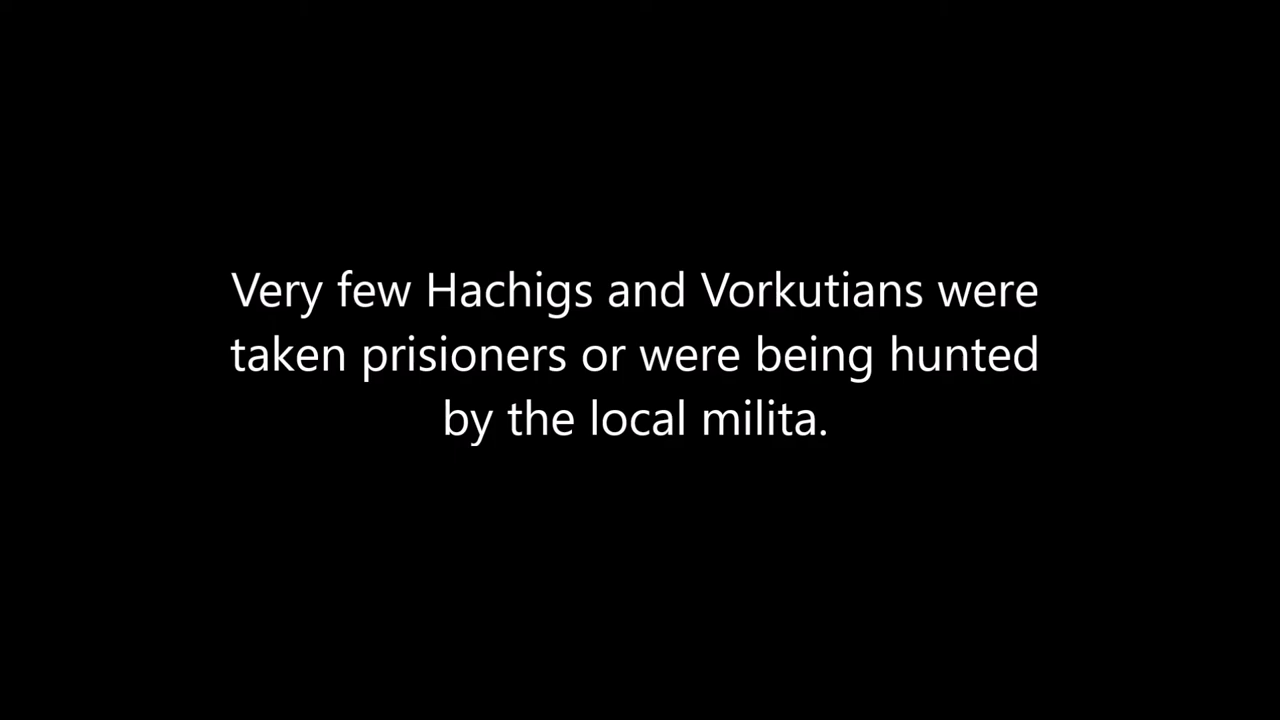 Very few Hachigs and Vorkutians were
taken prisioners or were being hunted
by the local milita.